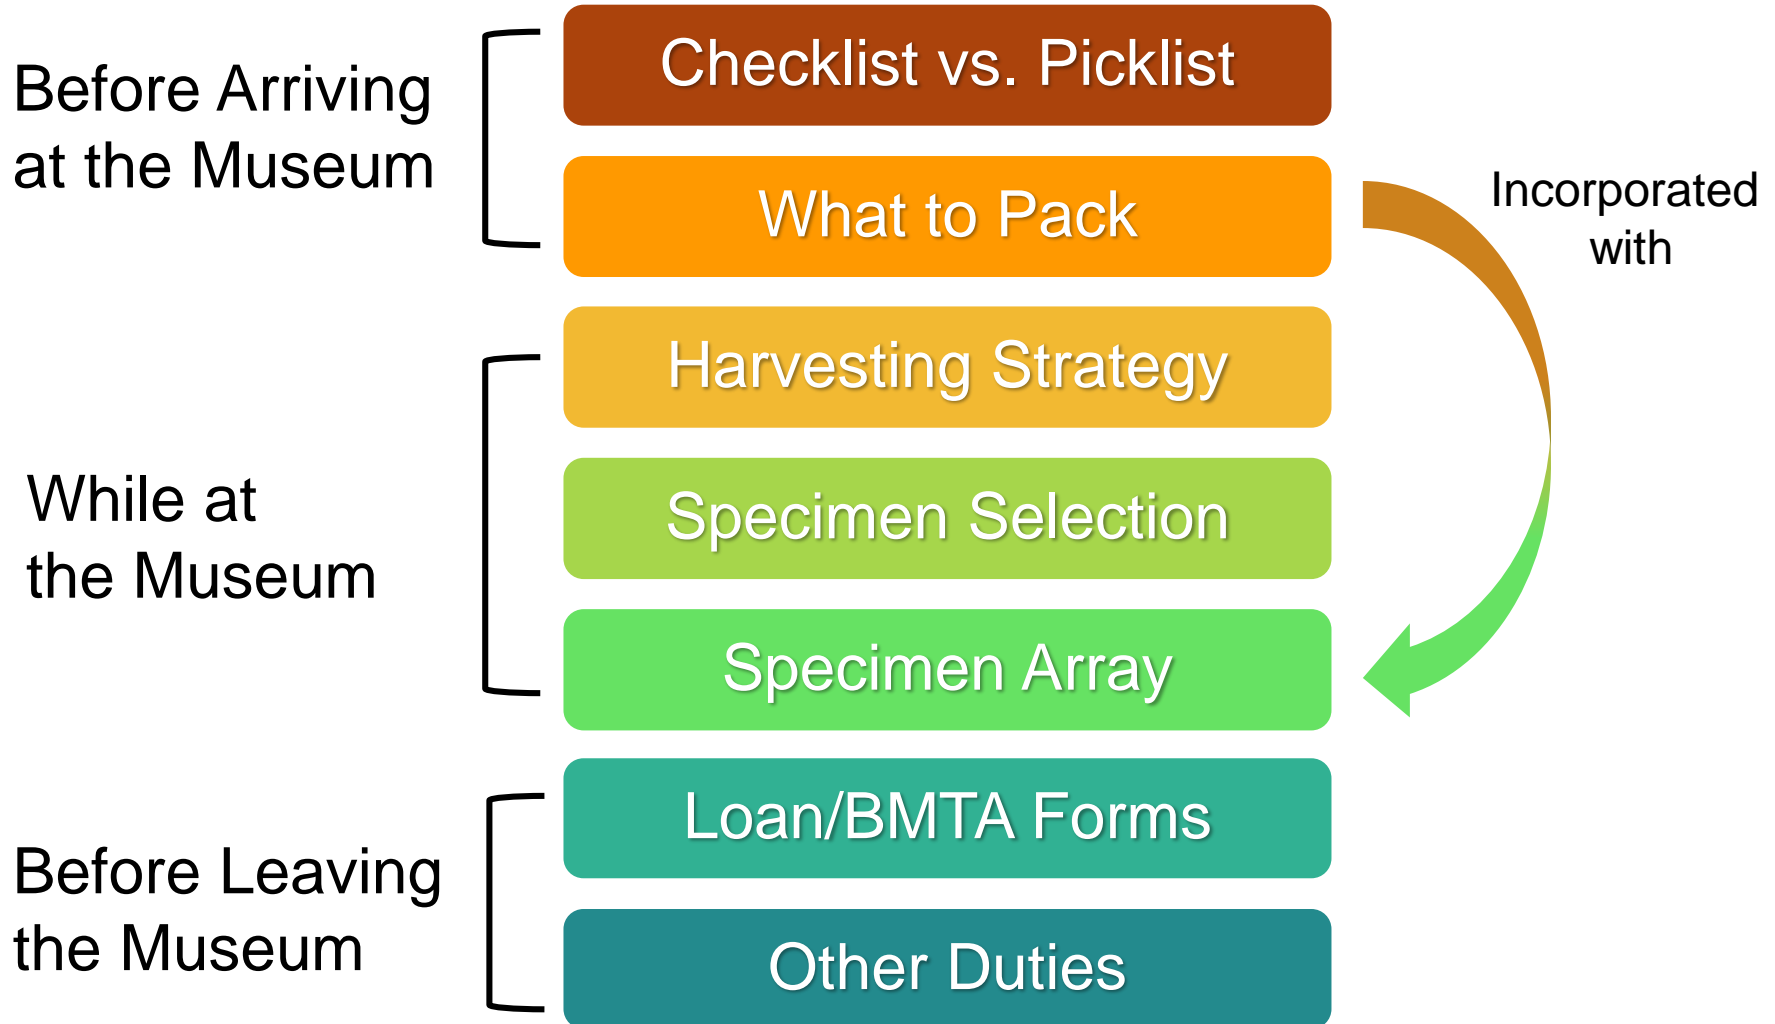 Before Arriving
at the Museum
Checklist vs. Picklist
What to Pack
Incorporated
with
While at
the Museum
Harvesting Strategy
Specimen Selection
Specimen Array
Before Leaving
the Museum
Loan/BMTA Forms
Other Duties